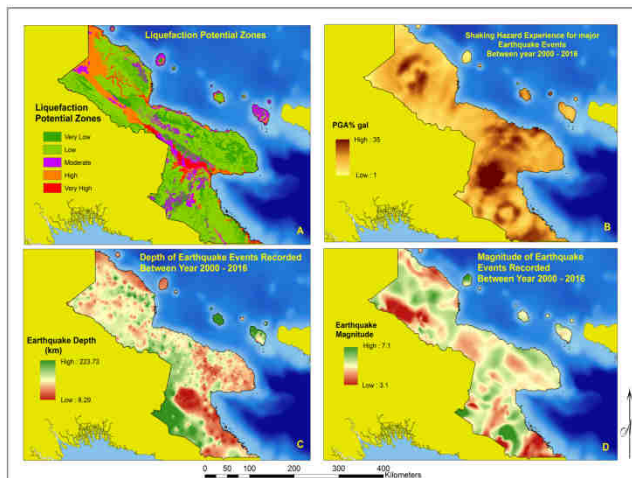 Liquefaction Potential Zones
Liquefaction
Potential Zones
Very Low
Low
Moderate
High
Very High
A
Shaking Hazard Experience for major
Earthquake Events
Between year 2000 - 2016
PGA% gal
High : 35
Low : 1
B
Depth of Earthquake Events Recorded
Between Year 2000 - 2016
Earthquake Depth
(km)
High : 223.73
Low : 8.29
C
Magnitude of Earthquake
Events Recorded
Between Year 2000 - 2016
Earthquake
Magnitude
High : 7.1
Low : 3.1
D
0 50 100 200 300 400
Kilometers